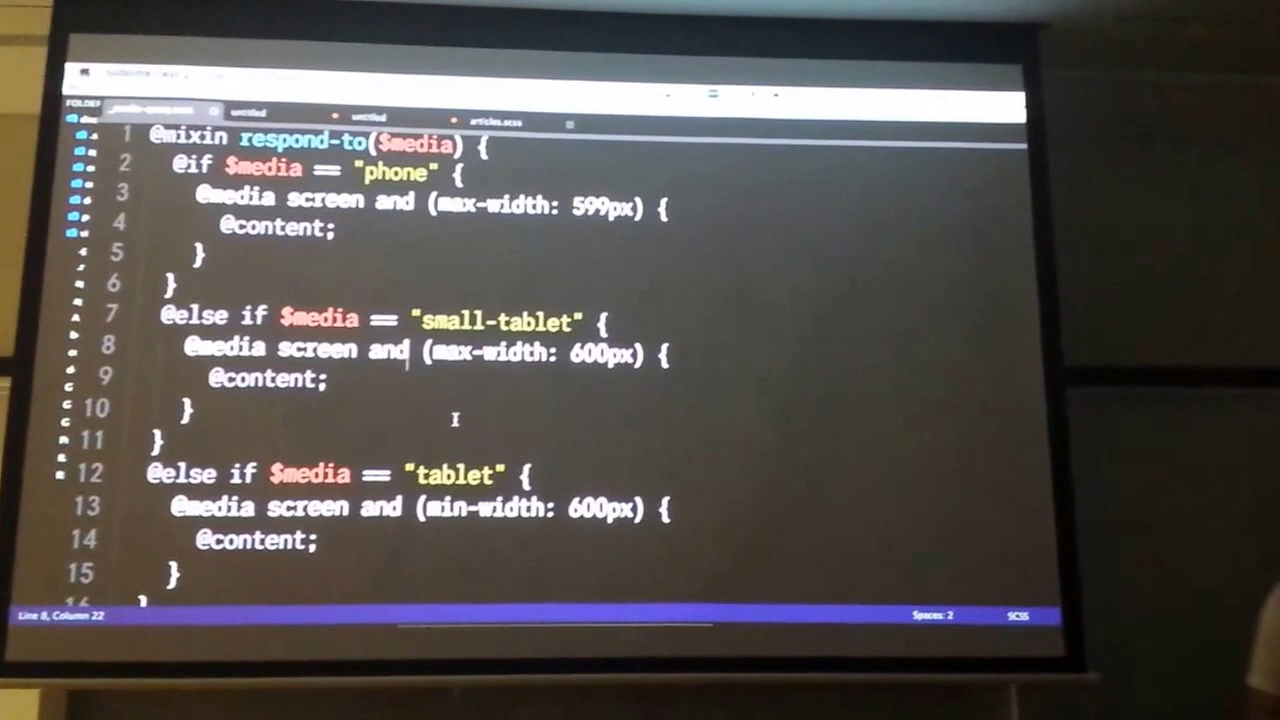 FOLDER
untitled
untitled
articles.scss
1 @mixin respond-to($media) {
2 @if $media == "phone" {
3 @media screen and (max-width: 599px) {
4 @content;
5 }
6 }
7 @else if $media == "small-tablet" {
8 @media screen and (max-width: 600px) {
9 @content;
10 }
11 }
12 @else if $media == "tablet" {
13 @media screen and (min-width: 600px) {
14 @content;
15 }
16 }
Line 8, Column 22
Spaces: 2
SCSS